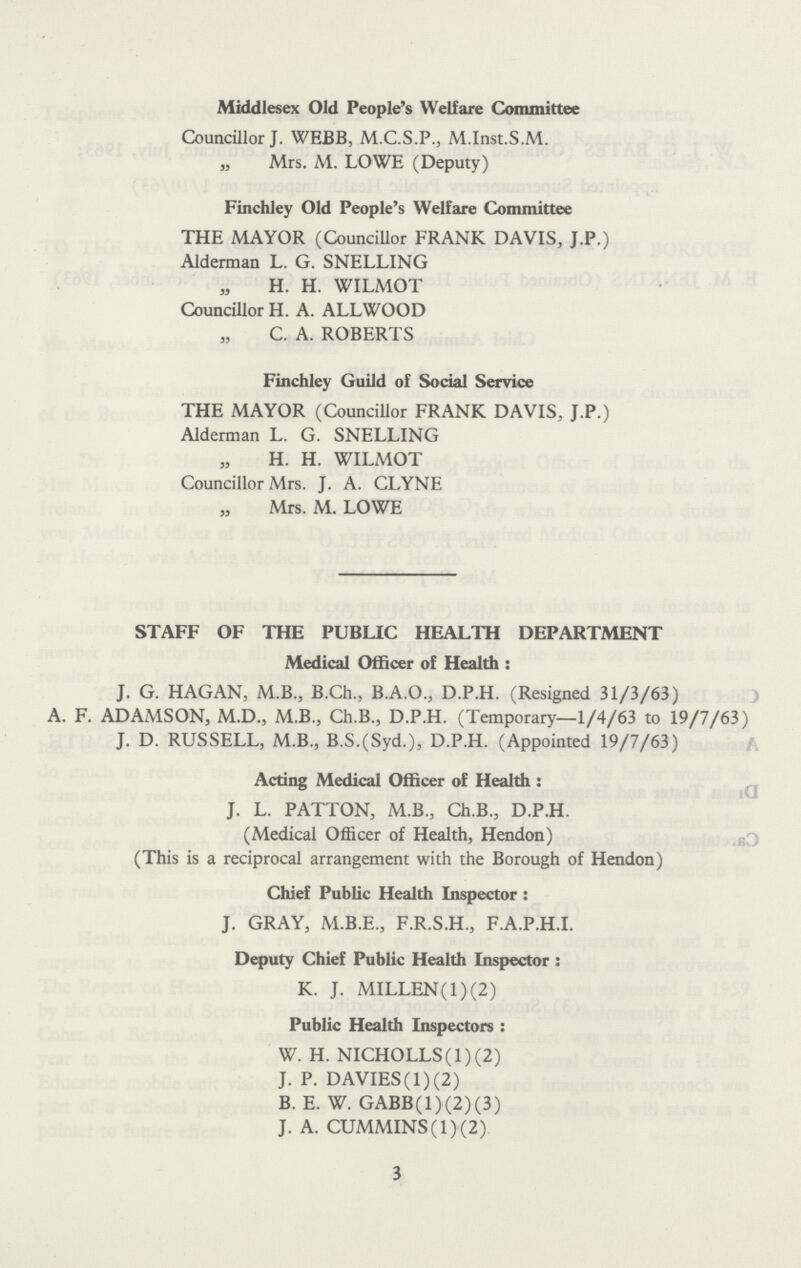 Middlesex Old People's Welfare Committee
Councillor J. WEBB, M.C.S.P., M.Inst.S.M.
„ Mrs. M. LOWE (Deputy)
Finchley Old People's Welfare Committee
THE MAYOR (Councillor FRANK DAVIS, J.P.)
Alderman L. G. SNELLING
„ H. H. WILMOT
Councillor H. A. ALLWOOD
„ C. A. ROBERTS
Finchley Guild of Social Service
THE MAYOR (Councillor FRANK DAVIS, J.P.)
Alderman L. G. SNELLING
„ H. H. WILMOT
Councillor Mrs. J. A. CLYNE
„ Mrs. M. LOWE
STAFF OF THE PUBLIC HEALTH DEPARTMENT
Medical Officer of Health :
J. G. HAGAN, M.B., B.Ch., B.A.O., D.P.H. (Resigned 31/3/63)
A. F. ADAMSON, M.D., M.B., Ch.B., D.P.H. (Temporary—1/4/63 to 19/7/63)
J. D. RUSSELL, M.B., B.S.(Syd.), D.P.H. (Appointed 19/7/63)
Acting Medical Officer of Health :
J. L. PATTON, M.B., Ch.B., D.P.H.
(Medical Officer of Health, Hendon)
(This is a reciprocal arrangement with the Borough of Hendon)
Chief Public Health Inspector :
J. GRAY, M.B.E., F.R.S.H., F.A.P.H.I.
Deputy Chief Public Health Inspector :
K. J. MILLEN(1)(2)
Public Health Inspectors :
W. H. NICHOLLS(1)(2)
J. P. DAVIES(1)(2)
B. E. W. GABB(1)(2)(3)
J. A. CUMMINS(1)(2)
3